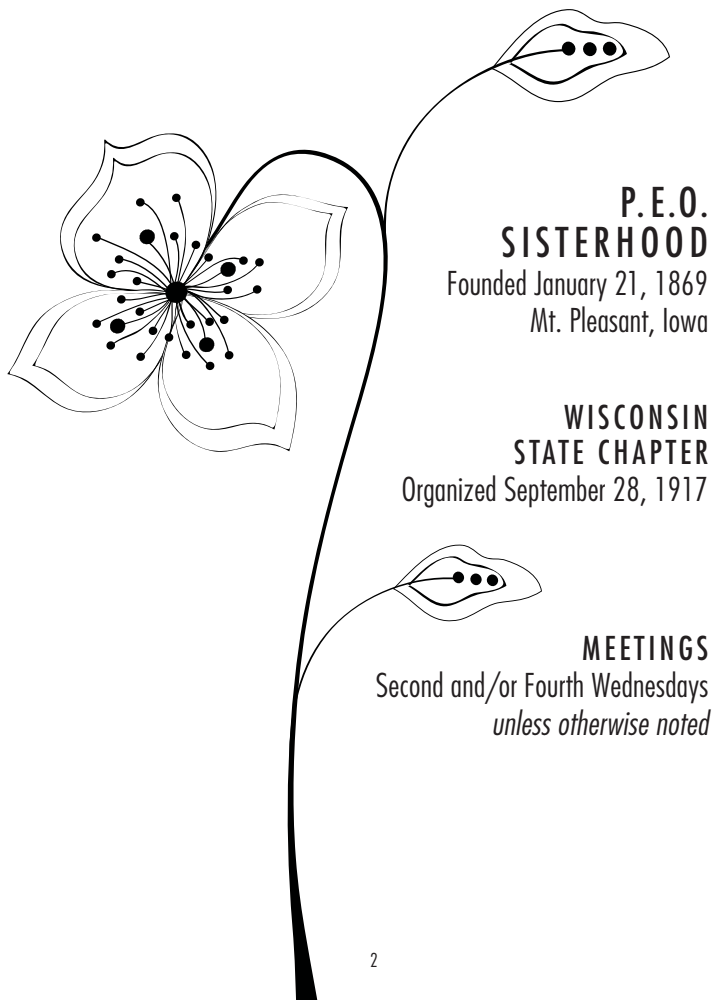 P.E.O.
SISTERHOOD
Founded January 21, 1869
Mt. Pleasant, Iowa
WISCONSIN
STATE CHAPTER
Organized September 28, 1917
MEETINGS
Second and/or Fourth Wednesdays
unless otherwise noted
2